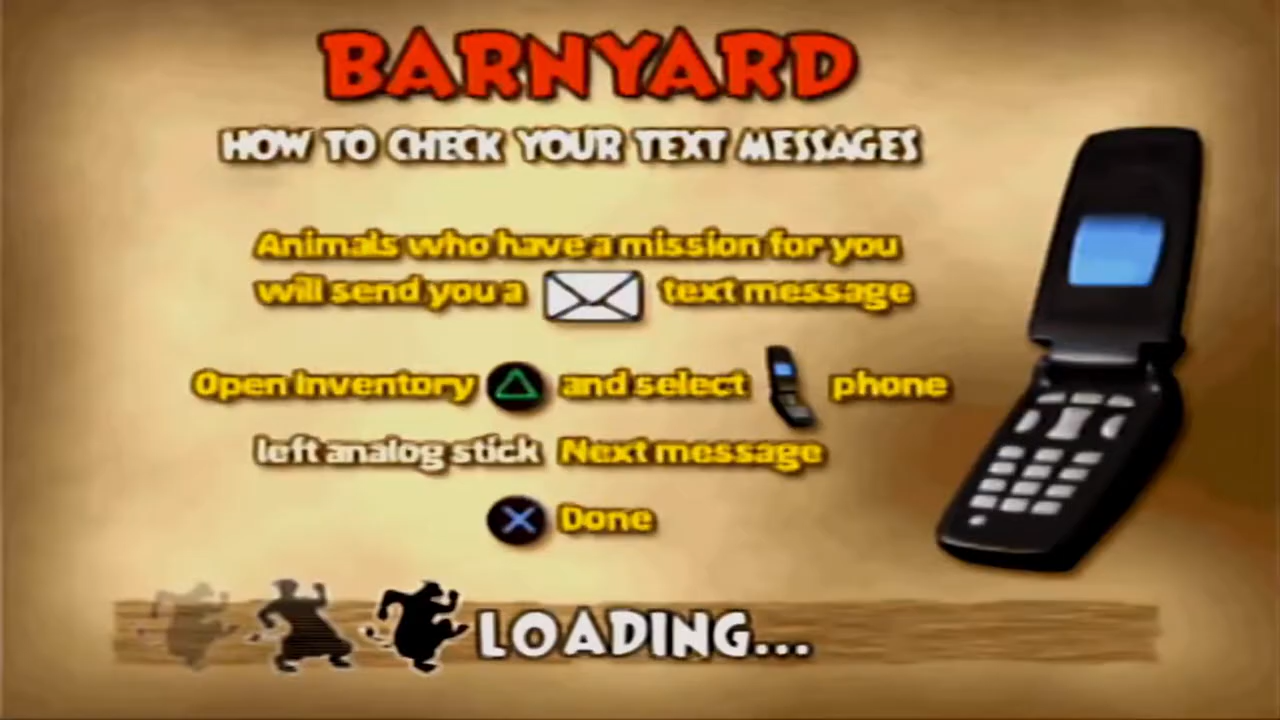 BARNYARD
HOW TO CHECK YOUR TEXT MESSAGES
Animals who have a mission for you
will send you a text message
Open Inventory and select phone
left analog stick Next message
Done
LOADING...